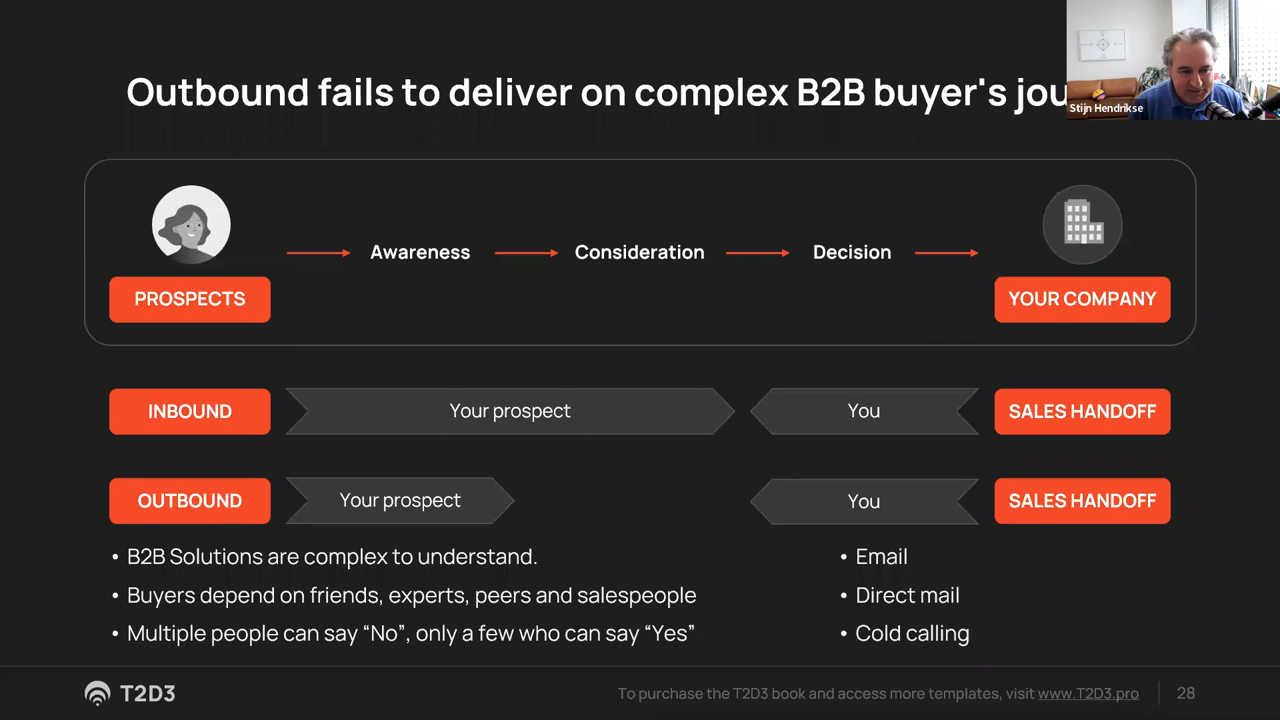 Outbound fails to deliver on complex B2B buyer's jou
Stijn Hendrikse
Awareness
Consideration
Decision
PROSPECTS
YOUR COMPANY
INBOUND
Your prospect
You
SALES HANDOFF
OUTBOUND
Your prospect
You
SALES HANDOFF
• B2B Solutions are complex to understand.
• Buyers depend on friends, experts, peers and salespeople
• Multiple people can say “No”, only a few who can say “Yes”
• Email
• Direct mail
• Cold calling
T2D3
To purchase the T2D3 book and access more templates, visit www.T2D3.pro
28